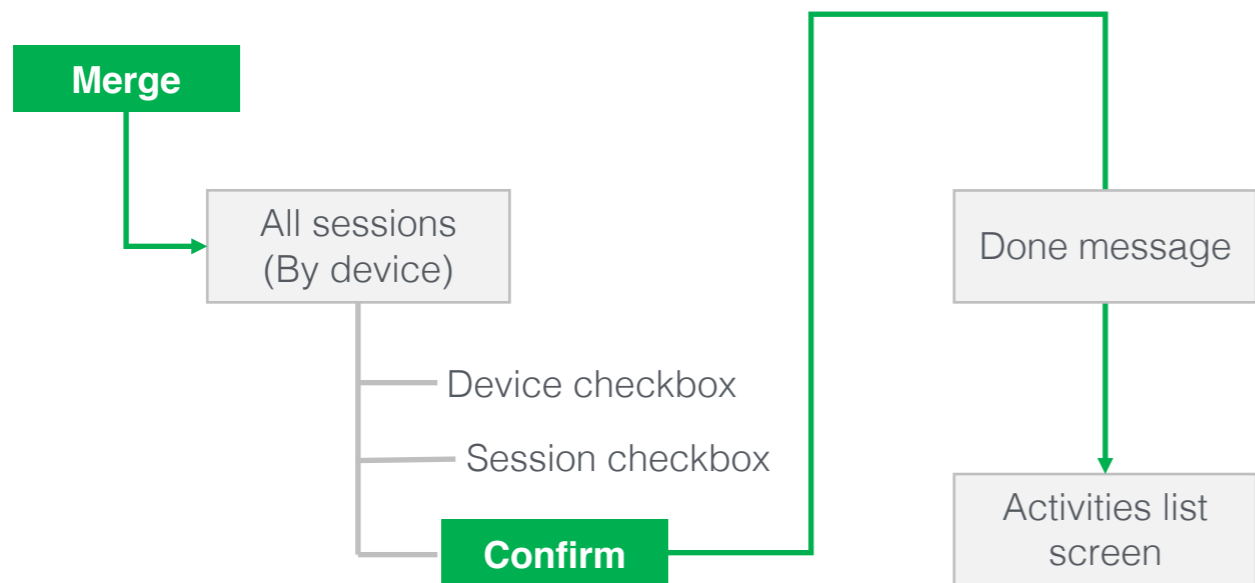 Merge
All sessions
(By device)
Device checkbox
Session checkbox
Confirm
Done message
Activities list
screen